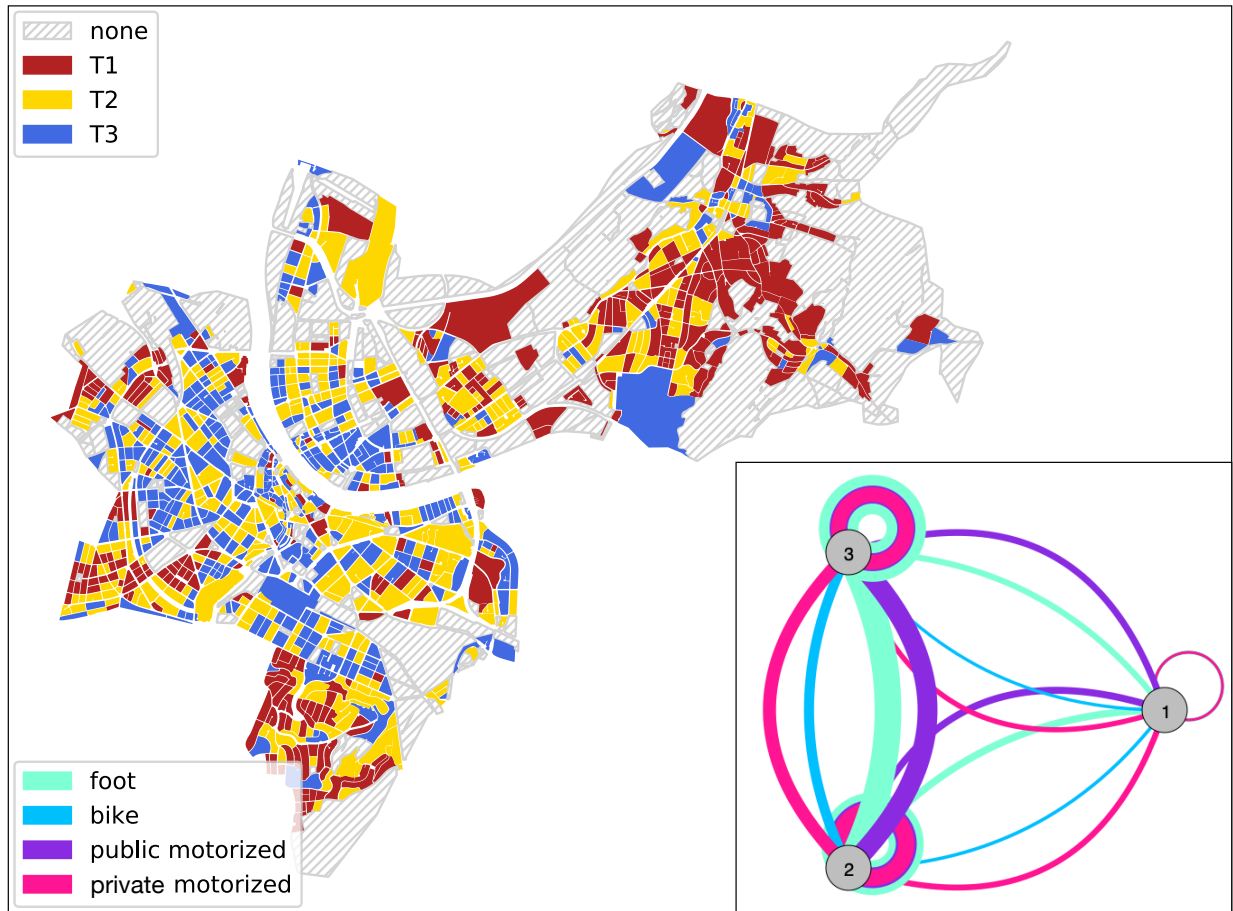 none
T1
T2
T3
3
1
2
foot
bike
public motorized
private motorized